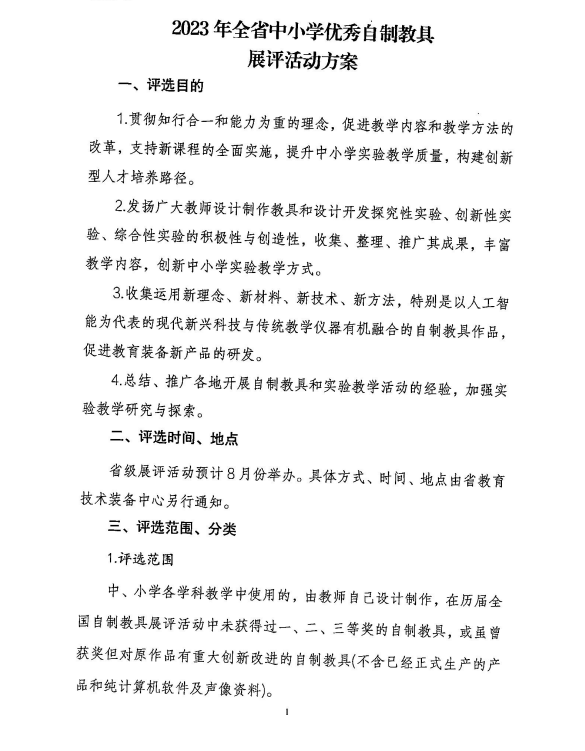 2023 年全省中小学优秀自制教具
展评活动方案
一、评选目的
1.贯彻知行合一和能力为重的理念，促进教学内容和教学方法的
改革，支持新课程的全面实施，提升中小学实验教学质量，构建创新
型人才培养路径。
2.发扬广大教师设计制作教具和设计开发探究性实验、创新性实
验、综合性实验的积极性与创造性，收集、整理、推广其成果，丰富
教学内容，创新中小学实验教学方式。
3.收集运用新理念、新材料、新技术、新方法，特别是以人工智
能为代表的现代新兴科技与传统教学仪器有机融合的自制教具作品，
促进教育装备新产品的研发。
4.总结、推广各地开展自制教具和实验教学活动的经验，加强实
验教学研究与探索。
二、评选时间、地点
省级展评活动预计 8 月份举办。具体方式、时间、地点由省教育
技术装备中心另行通知。
三、评选范围、分类
1.评选范围
中、小学各学科教学中使用的，由教师自己设计制作，在历届全
国自制教具展评活动中未获得过一、二、三等奖的自制教具，或虽曾
获奖但对原作品有重大创新改进的自制教具(不含已经正式生产的产
品和纯计算机软件及声像资料)。
1